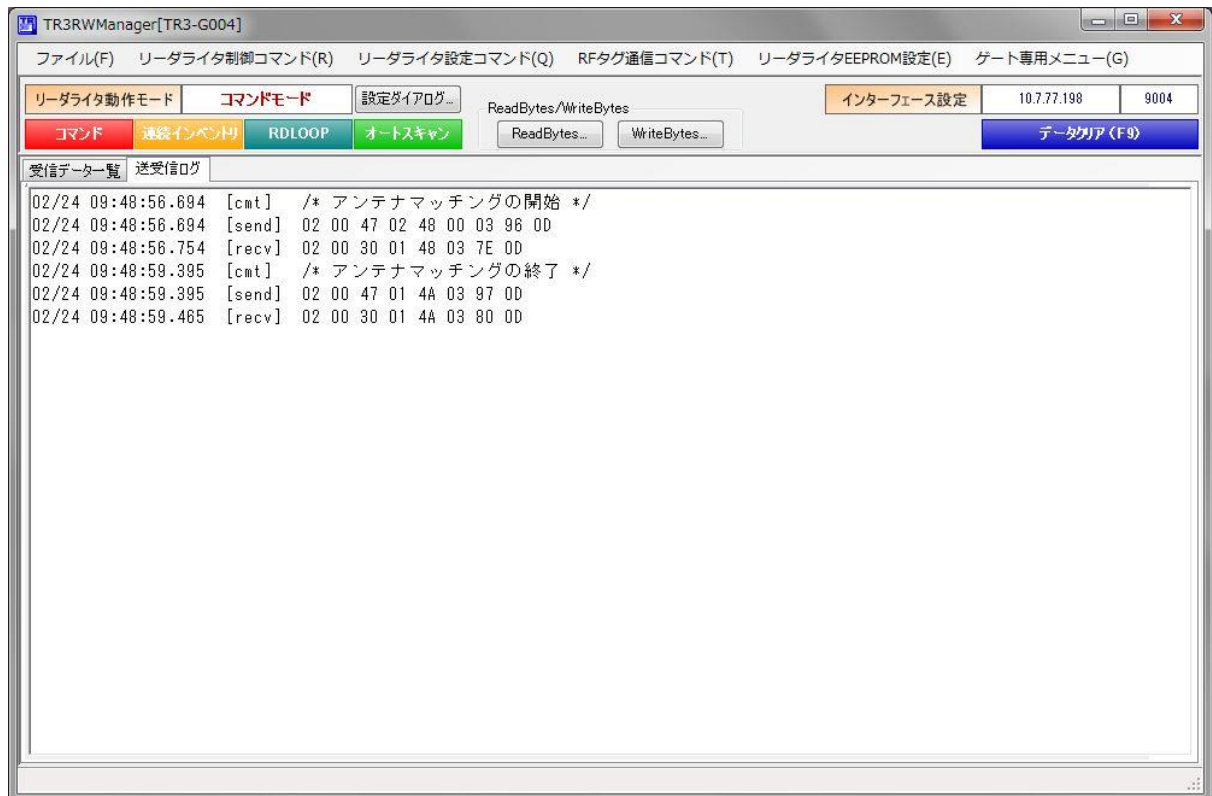 TR3RWManager[TR3-G004]
ファイル(F) リーダライタ制御コマンド(R) リーダライタ設定コマンド(Q) RFタグ通信コマンド(T) リーダライタEEPROM設定(E) ゲート専用メニュー(G)
リーダライタ動作モード コマンドモード 設定ダイアログ... ReadBytes/WriteBytes インターフェース設定 10.7.77.198 9004
コマンド 連続インベントリ RDLOOP オートスキャン ReadBytes... WriteBytes... データクリア(F9)
受信データ一覧 送受信ログ
02/24 09:48:56.694 [cmt] /* アンテナマッチングの開始 */
02/24 09:48:56.694 [send] 02 00 47 02 48 00 03 96 0D
02/24 09:48:56.754 [recv] 02 00 30 01 48 03 7E 0D
02/24 09:48:59.395 [cmt] /* アンテナマッチングの終了 */
02/24 09:48:59.395 [send] 02 00 47 01 4A 03 97 0D
02/24 09:48:59.465 [recv] 02 00 30 01 4A 03 80 0D